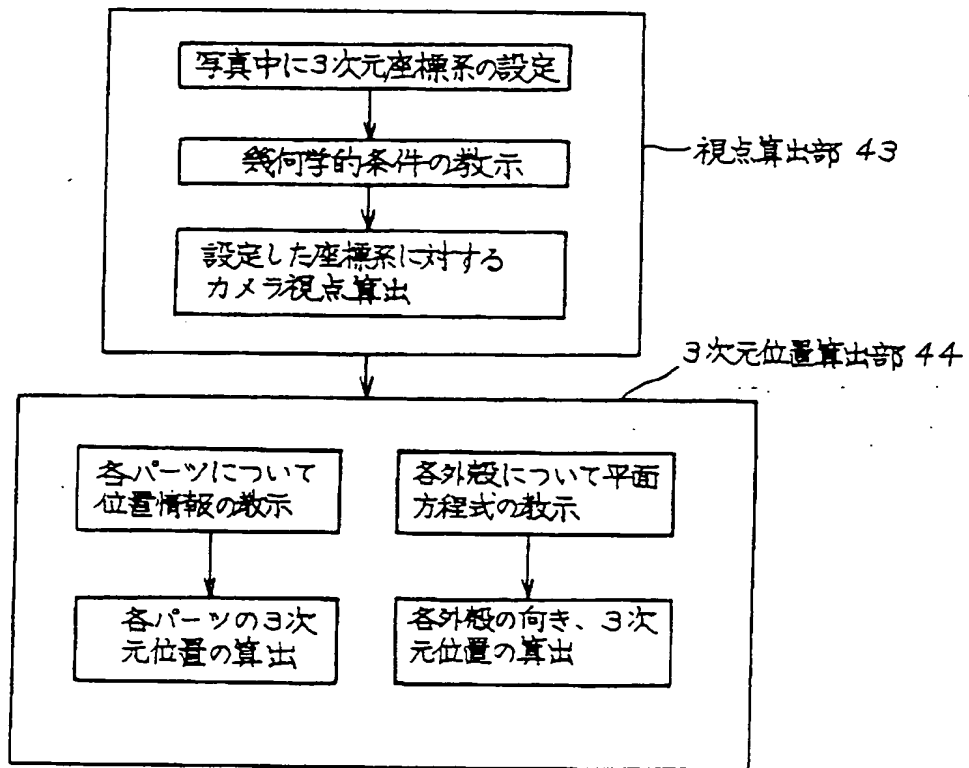 写真中に3次元座標系の設定
幾何学的条件の教示
設定した座標系に対する
カメラ視点算出
視点算出部 43
3次元位置算出部 44
各パーツについて
位置情報の教示
各パーツの3次
元位置の算出
各外殻について平面
方程式の教示
各外殻の向き、3次
元位置の算出